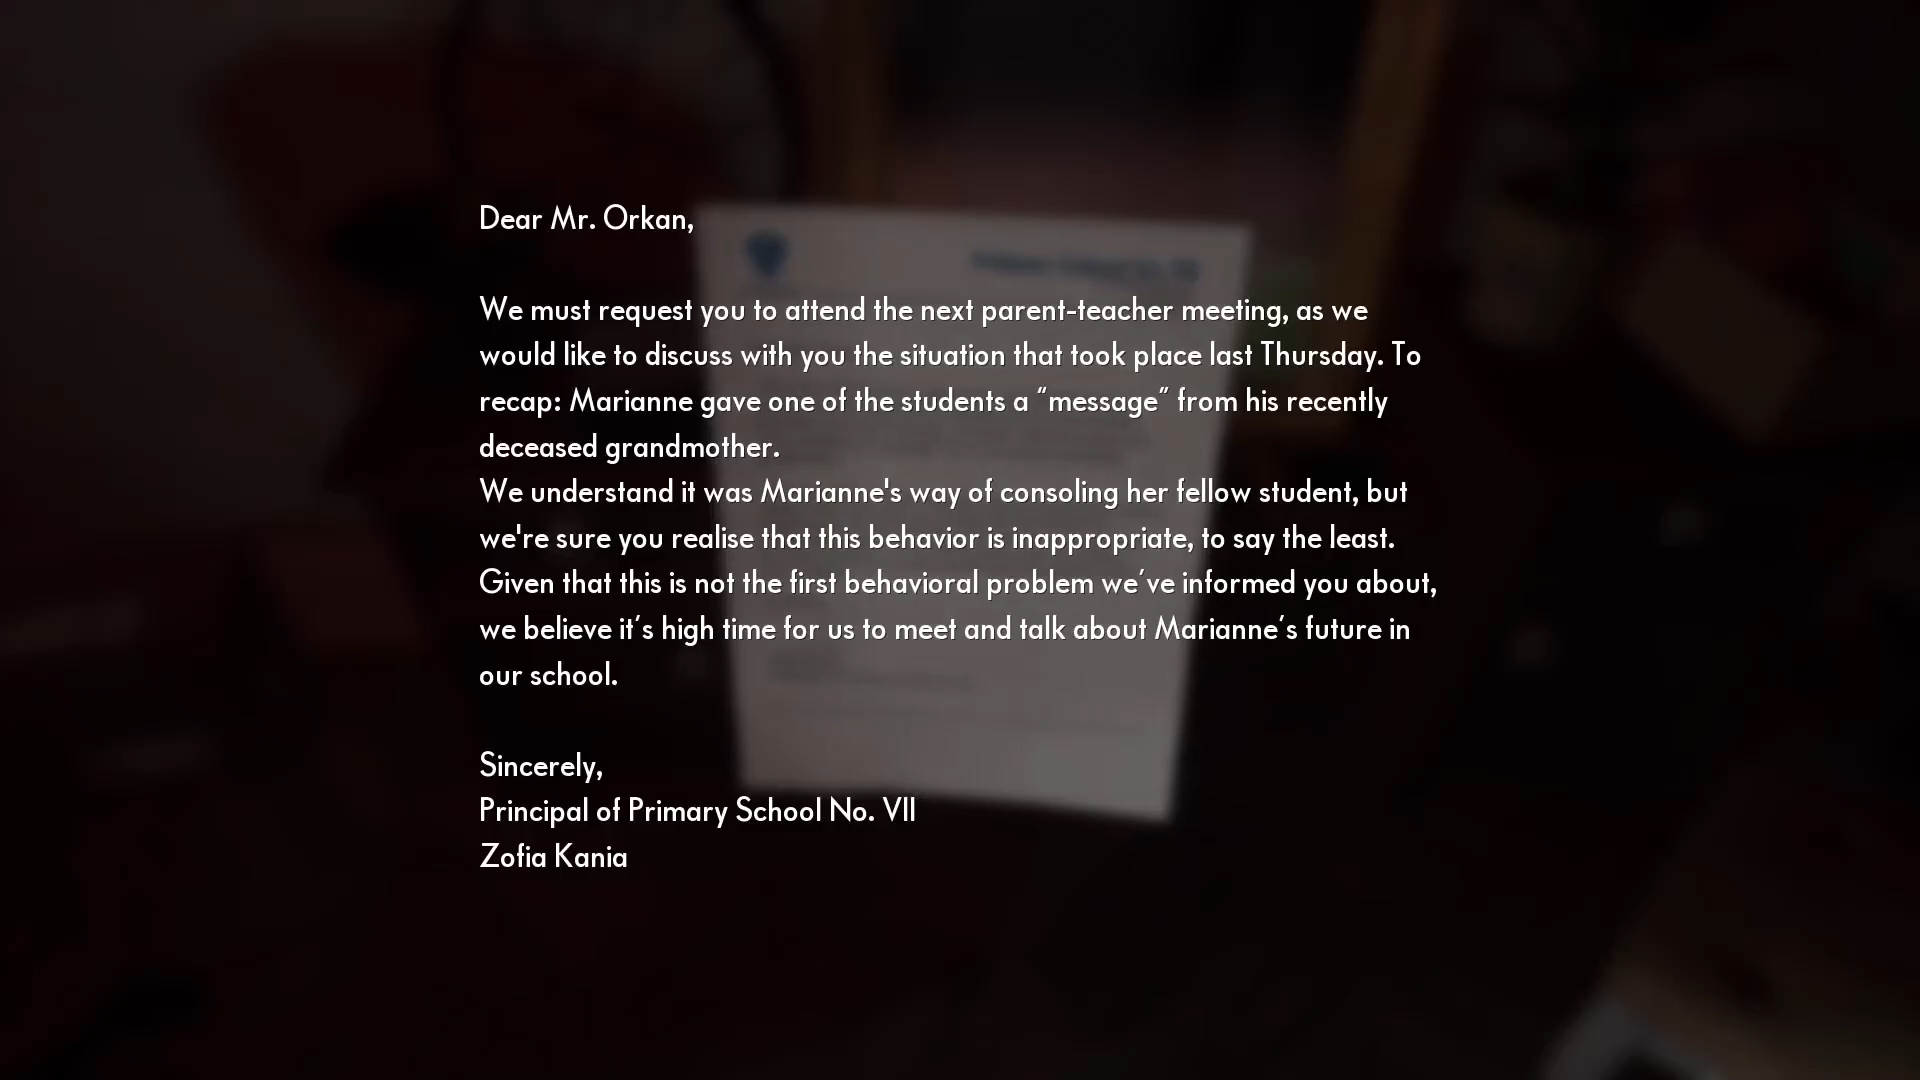 Dear Mr. Orkan,
We must request you to attend the next parent-teacher meeting, as we
would like to discuss with you the situation that took place last Thursday. To
recap: Marianne gave one of the students a “message” from his recently
deceased grandmother.
We understand it was Marianne's way of consoling her fellow student, but
we're sure you realise that this behavior is inappropriate, to say the least.
Given that this is not the first behavioral problem we’ve informed you about,
we believe it’s high time for us to meet and talk about Marianne’s future in
our school.
Sincerely,
Principal of Primary School No. VII
Zofia Kania